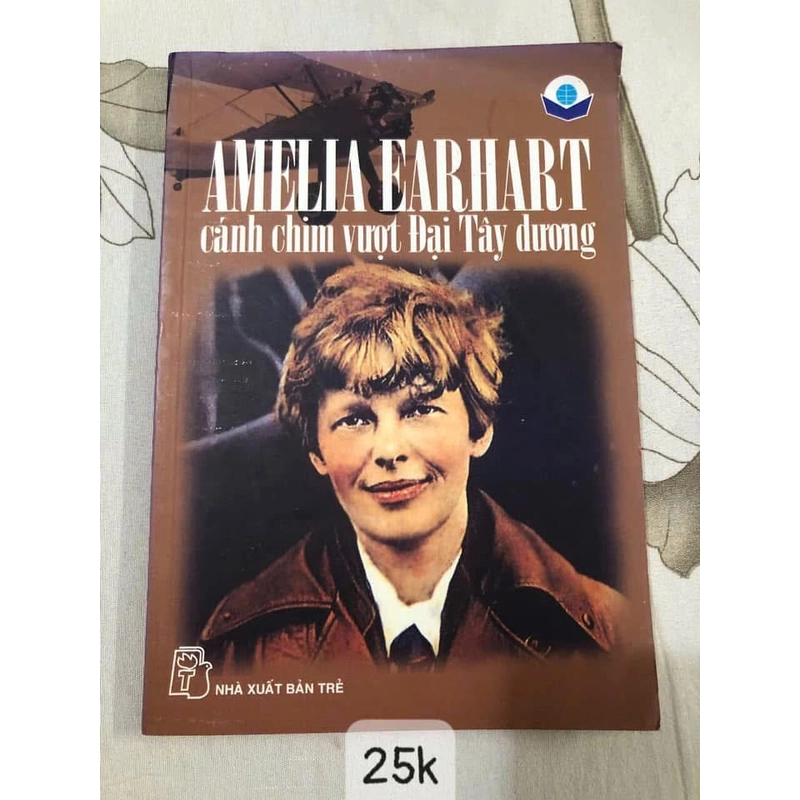 AMELIA EARHART
cánh chim vượt Đại Tây dương
T
NHÀ XUẤT BẢN TRẺ
25k